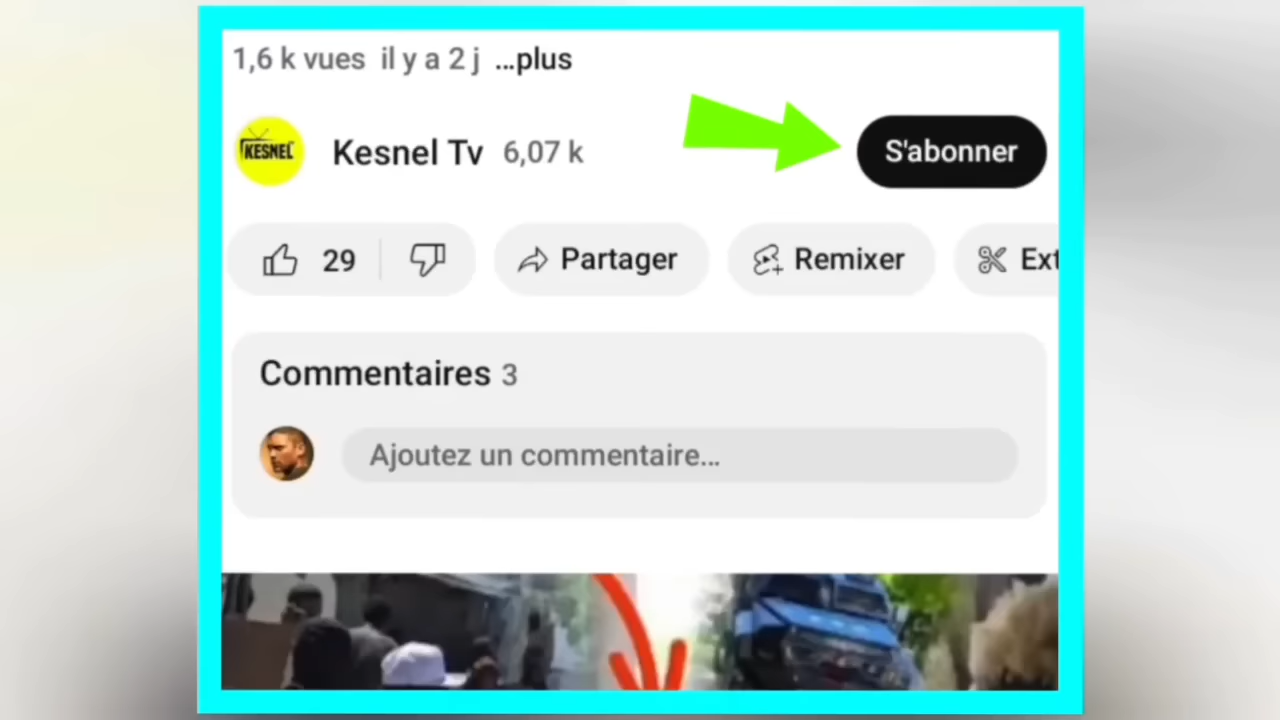 1,6 k vues il y a 2 j ...plus
KESNEL
Kesnel Tv 6,07 k
S'abonner
29
Partager
Remixer
Ext
Commentaires 3
Ajoutez un commentaire...